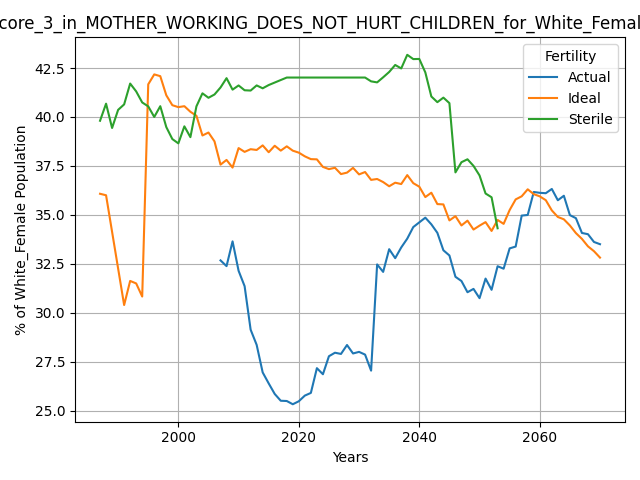 core_3_in_MOTHER_WORKING_DOES_NOT_HURT_CHILDREN_for_White_Femal
Fertility
Actual
Ideal
Sterile
% of White_Female Population
42.5
40.0
37.5
35.0
32.5
30.0
27.5
25.0
2000
2020
2040
2060
Years